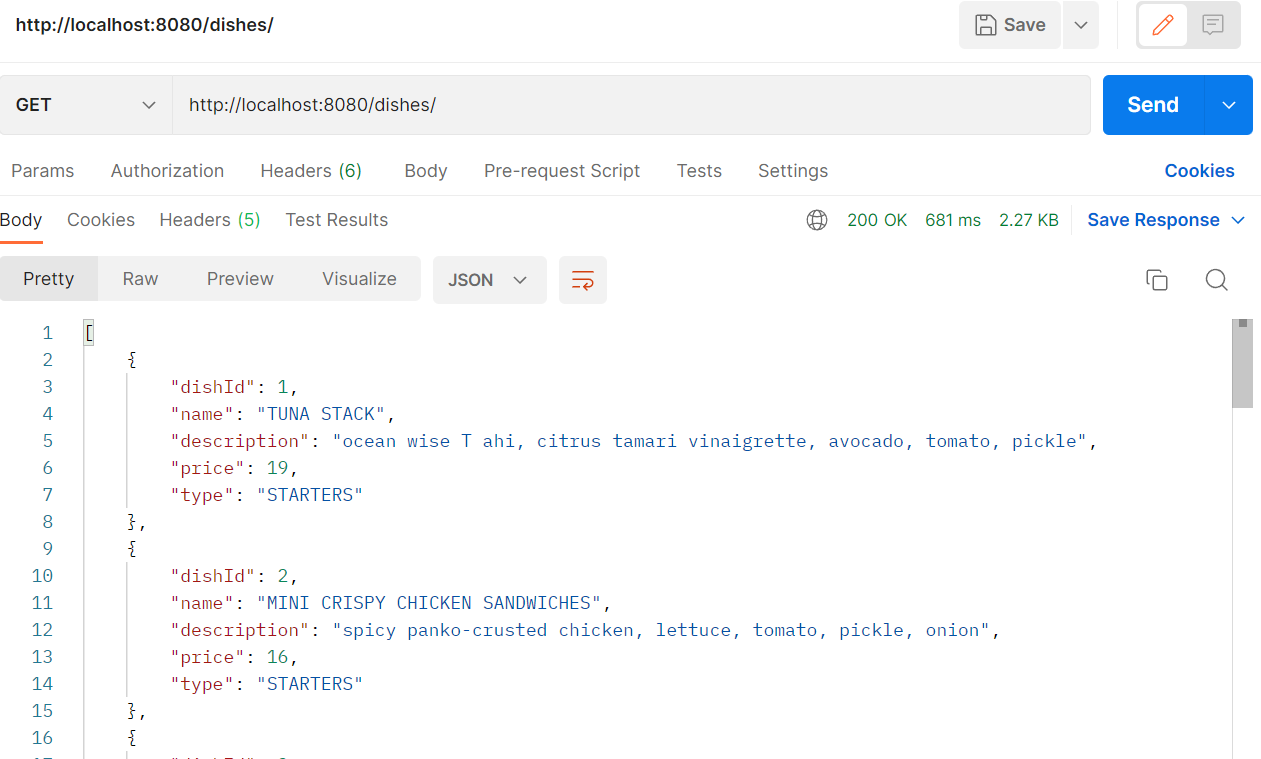 http://localhost:8080/dishes/ Save
GET http://localhost:8080/dishes/ Send
Params Authorization Headers (6) Body Pre-request Script Tests Settings Cookies
Body Cookies Headers (5) Test Results 200 OK 681 ms 2.27 KB Save Response
Pretty Raw Preview Visualize JSON
1 [
2 {
3 "dishId": 1,
4 "name": "TUNA STACK",
5 "description": "ocean wise T ahi, citrus tamari vinaigrette, avocado, tomato, pickle",
6 "price": 19,
7 "type": "STARTERS"
8 },
9 {
10 "dishId": 2,
11 "name": "MINI CRISPY CHICKEN SANDWICHES",
12 "description": "spicy panko-crusted chicken, lettuce, tomato, pickle, onion",
13 "price": 16,
14 "type": "STARTERS"
15 },
16 {